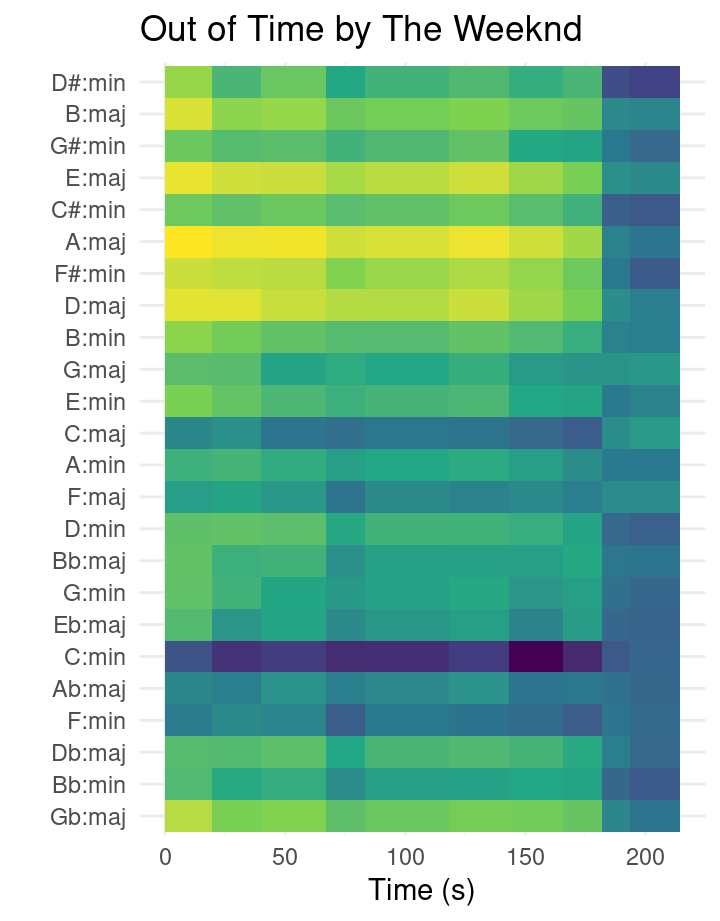 Out of Time by The Weeknd
D#:min
B:maj
G#:min
E:maj
C#:min
A:maj
F#:min
D:maj
B:min
G:maj
E:min
C:maj
A:min
F:maj
D:min
Bb:maj
G:min
Eb:maj
C:min
Ab:maj
F:min
Db:maj
Bb:min
Gb:maj
0 50 100 150 200
Time (s)